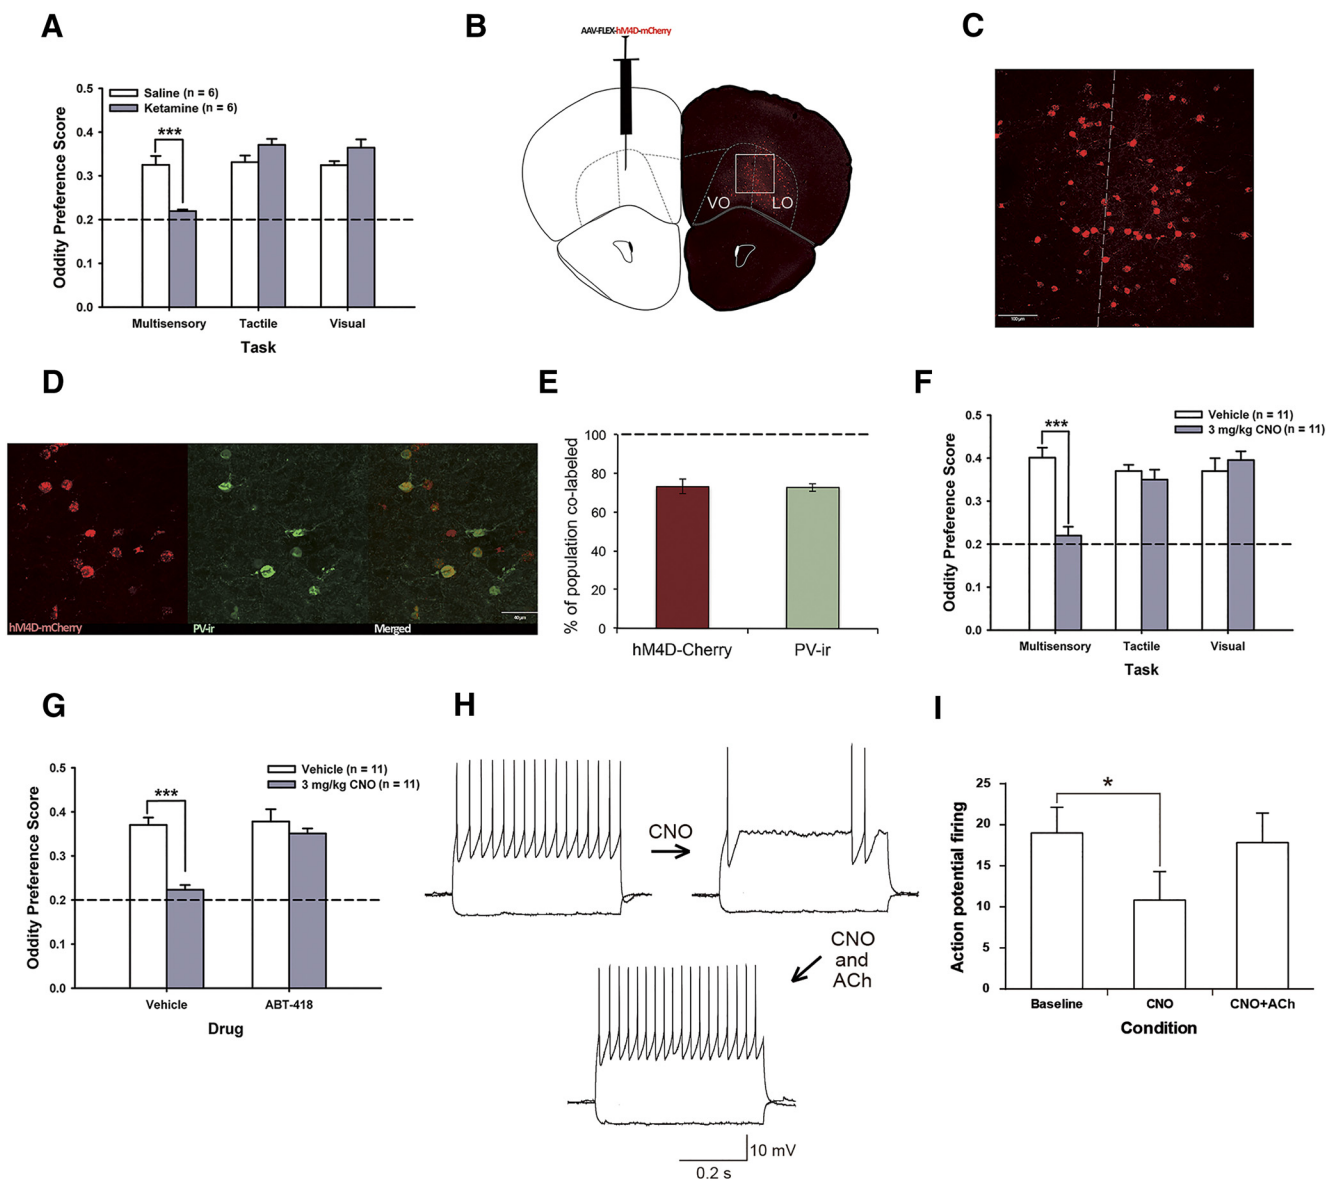 A
Oddity Preference Score
0.5
0.4
0.3
0.2
0.1
0.0
Saline (n = 6)
Ketamine (n = 6)
***
Multisensory
Tactile
Visual
Task
B
AAV-FLEX-hM4D-mCherry
VO
LO
C
100 µm
D
hM4D-mCherry
PV-ir
Merged
40 µm
E
% of population co-labeled
100
80
60
40
20
0
hM4D-Cherry
PV-ir
F
Oddity Preference Score
0.5
0.4
0.3
0.2
0.1
0.0
Vehicle (n = 11)
3 mg/kg CNO (n = 11)
***
Multisensory
Tactile
Visual
Task
G
Oddity Preference Score
0.5
0.4
0.3
0.2
0.1
0.0
Vehicle (n = 11)
3 mg/kg CNO (n = 11)
***
Vehicle
ABT-418
Drug
H
CNO
CNO
and
ACh
10 mV
0.2 s
I
Action potential firing
25
20
15
10
5
0
*
Baseline
CNO
CNO+ACh
Condition